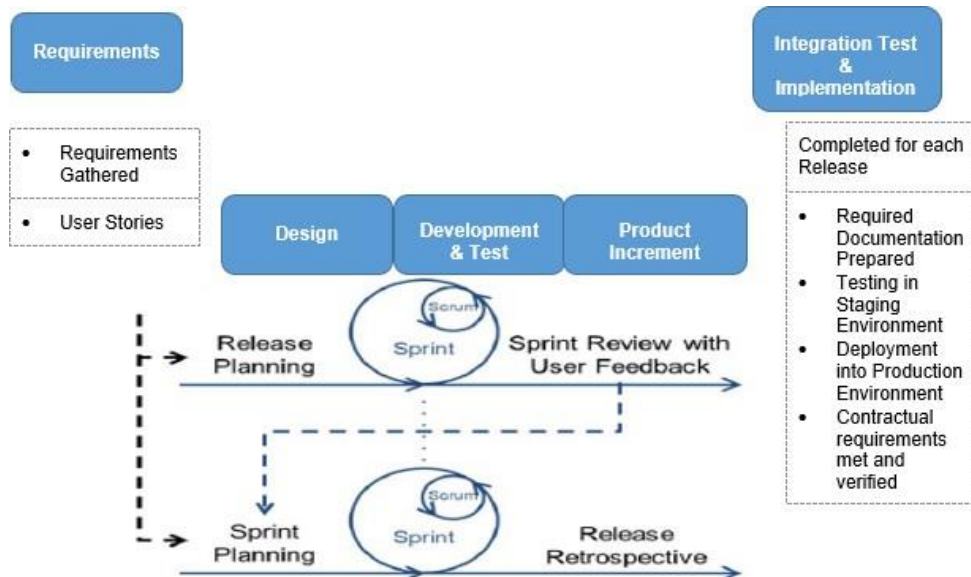 Requirements
Integration Test
&
Implementation
• Requirements
Gathered
• User Stories
Completed for each
Release
• Required
Documentation
Prepared
• Testing in
Staging
Environment
• Deployment
into Production
Environment
• Contractual
requirements
met and
verified
Design
Development
& Test
Product
Increment
Release
Planning
Scrum
Sprint
Sprint Review with
User Feedback
Sprint
Planning
Scrum
Sprint
Release
Retrospective